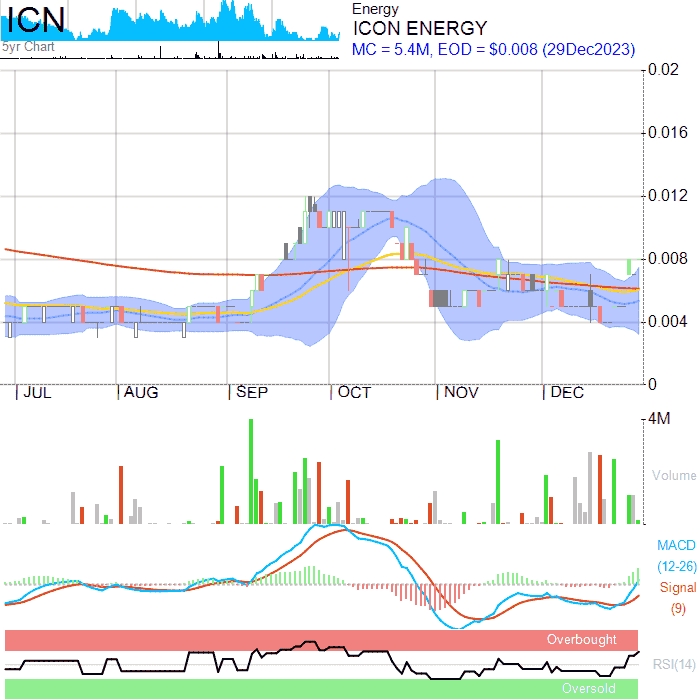 ICN
5yr Chart
Energy
ICON ENERGY
MC = 5.4M, EOD = $0.008 (29Dec2023)
0.02
0.016
0.012
0.008
0.004
0
JUL AUG SEP OCT NOV DEC
4M
Volume
MACD
(12-26)
Signal
(9)
Overbought
RSI(14)
Oversold